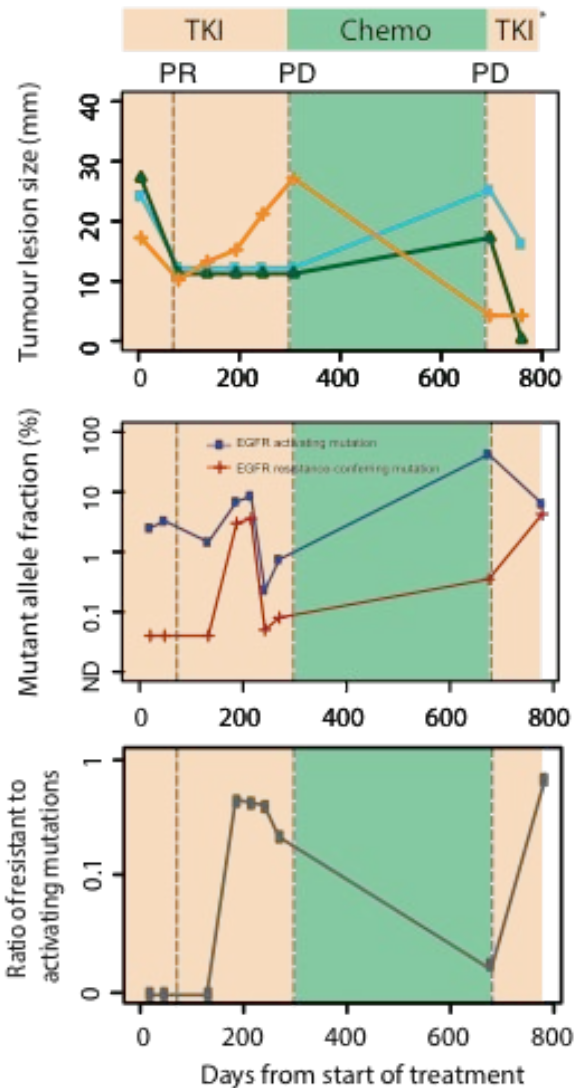 TKI Chemo TKI *
PR PD PD
Tumour lesion size (mm)
40
30
20
10
0
0 200 400 600 800
Mutant allele fraction (%)
100
10
1
0.1
ND
EGFR activating mutation
EGFR resistance-conferring mutation
0 200 400 600 800
Ratio of resistant to
activating mutations
1
0.1
0
0 200 400 600 800
Days from start of treatment